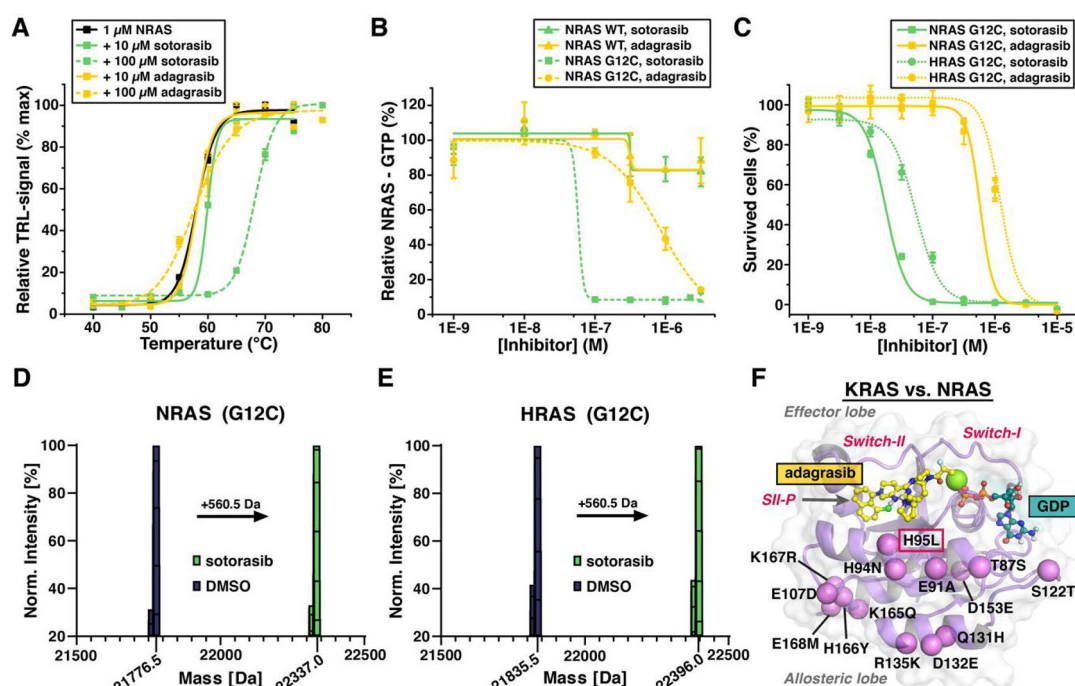 A
1 µM NRAS
+ 10 µM sotorasib
+ 100 µM sotorasib
+ 10 µM adagrasib
+ 100 µM adagrasib
Relative TRL-signal (% max)
100
80
60
40
20
0
40 50 60 70 80
Temperature (°C)
B
NRAS WT, sotorasib
NRAS WT, adagrasib
NRAS G12C, sotorasib
NRAS G12C, adagrasib
Relative NRAS - GTP (%)
120
100
80
60
40
20
0
1E-9 1E-8 1E-7 1E-6
[Inhibitor] (M)
C
NRAS G12C, sotorasib
NRAS G12C, adagrasib
HRAS G12C, sotorasib
HRAS G12C, adagrasib
Survived cells (%)
100
80
60
40
20
0
1E-9 1E-8 1E-7 1E-6 1E-5
[Inhibitor] (M)
D
NRAS (G12C)
Norm. Intensity [%]
100
80
60
40
20
+560.5 Da
sotorasib
DMSO
21500 22000 22500
21776.5 22337.0
Mass [Da]
E
HRAS (G12C)
Norm. Intensity [%]
100
80
60
40
20
+560.5 Da
sotorasib
DMSO
21500 22000 22500
21835.5 22396.0
Mass [Da]
F
KRAS vs. NRAS
Effector lobe
Switch-II
Switch-I
adagrasib
SII-P
GDP
H95L
K167R
H94N
T87S
E107D
E91A
S122T
K165Q
D153E
E168M
H166Y
Q131H
R135K
D132E
Allosteric lobe